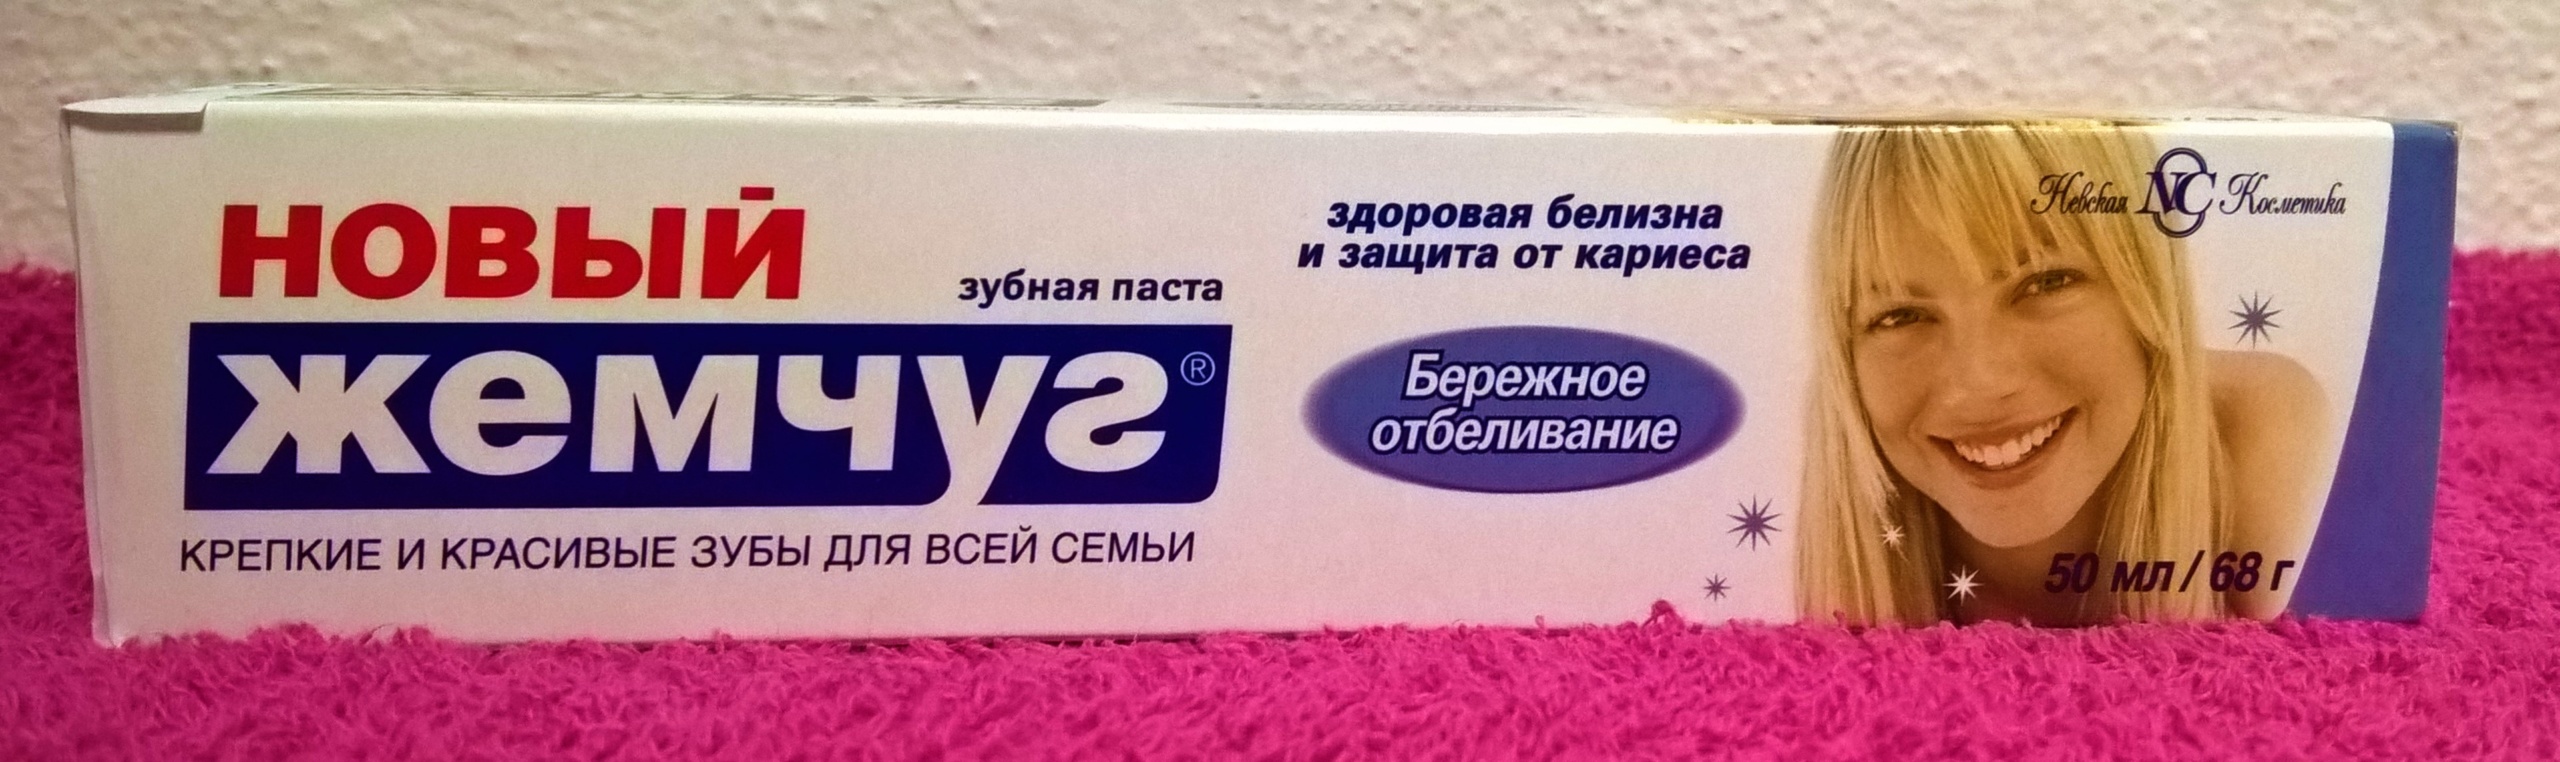 НОВЫЙ
зубная паста
жемчуг®
КРЕПКИЕ И КРАСИВЫЕ ЗУБЫ ДЛЯ ВСЕЙ СЕМЬИ
здоровая белизна
и защита от кариеса
Бережное
отбеливание
Невская NC Косметика
50 мл / 68 г